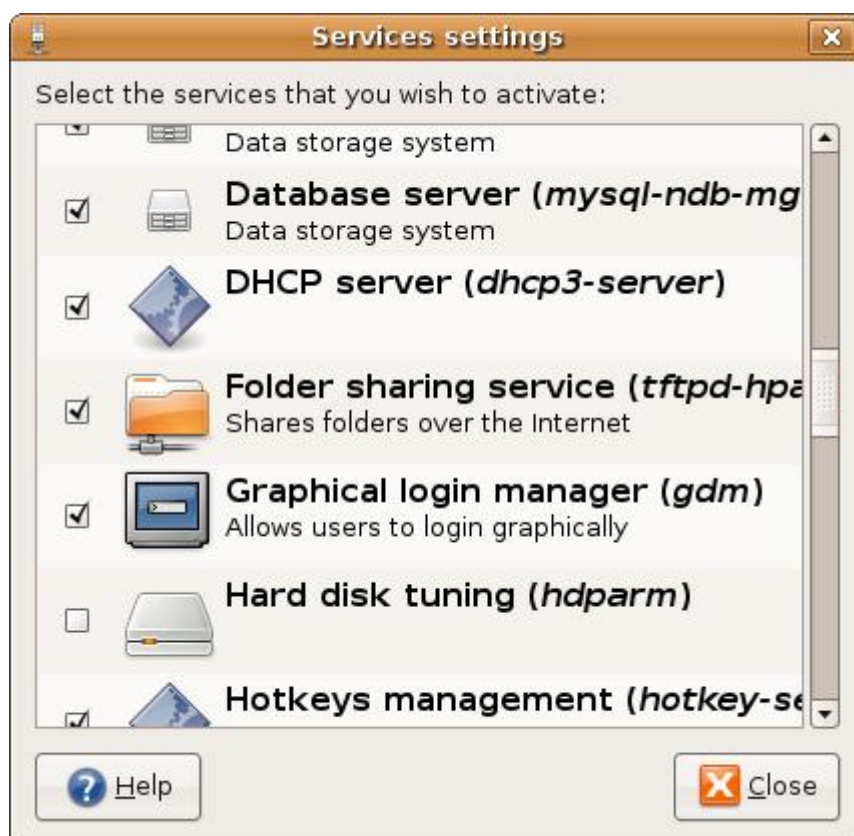 Services settings
Select the services that you wish to activate:
Data storage system
Database server (mysql-ndb-mg
Data storage system
DHCP server (dhcp3-server)
Folder sharing service (tftpd-hpa
Shares folders over the Internet
Graphical login manager (gdm)
Allows users to login graphically
Hard disk tuning (hdparm)
Hotkeys management (hotkey-se
Help
Close